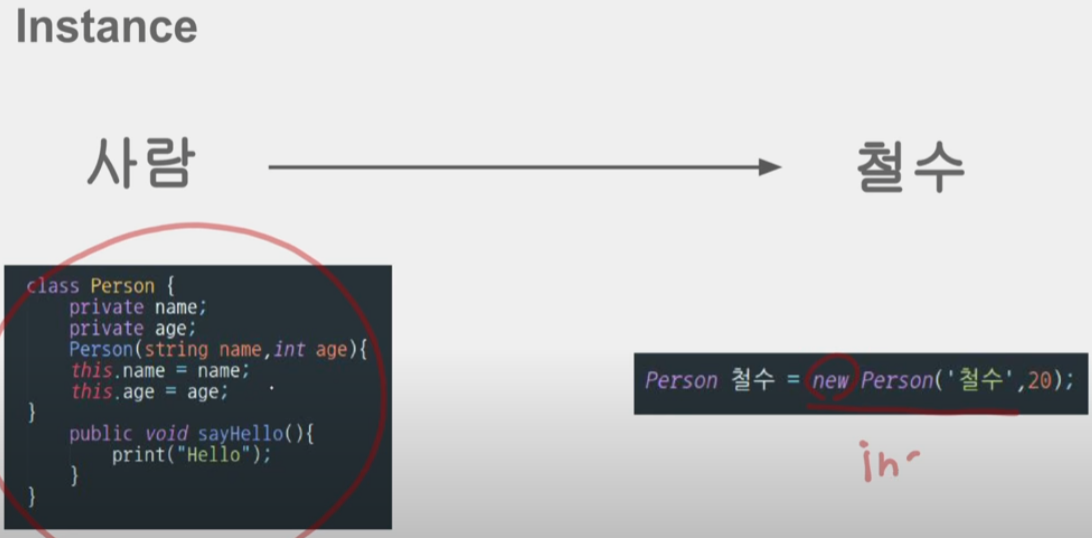 Instance
사람
철수
class Person {
private name;
private age;
Person(string name,int age){
this.name = name;
this.age = age;
}
public void sayHello(){
print("Hello");
}
}
Person 철수 = new Person('철수',20);
in